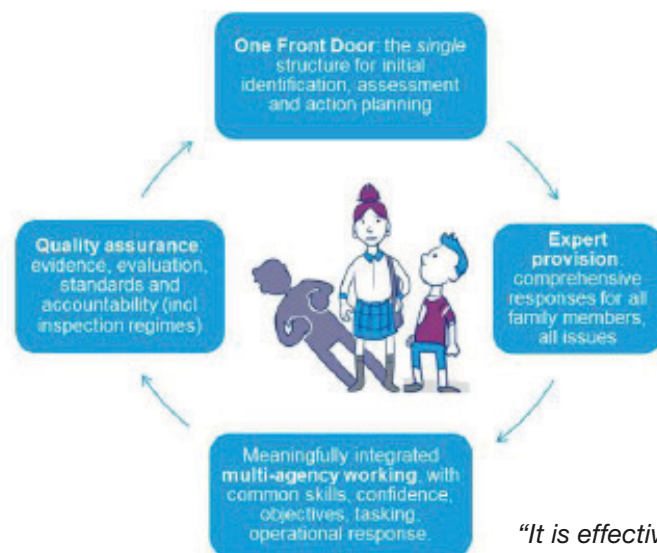 One Front Door: the single
structure for initial
identification, assessment
and action planning
Quality assurance:
evidence, evaluation,
standards and
accountability (incl
inspection regimes)
Expert
provision:
comprehensive
responses for all
family members,
all issues
Meaningfully integrated
multi-agency working, with
common skills, confidence,
objectives, tasking,
operational response.
“It is effectiv